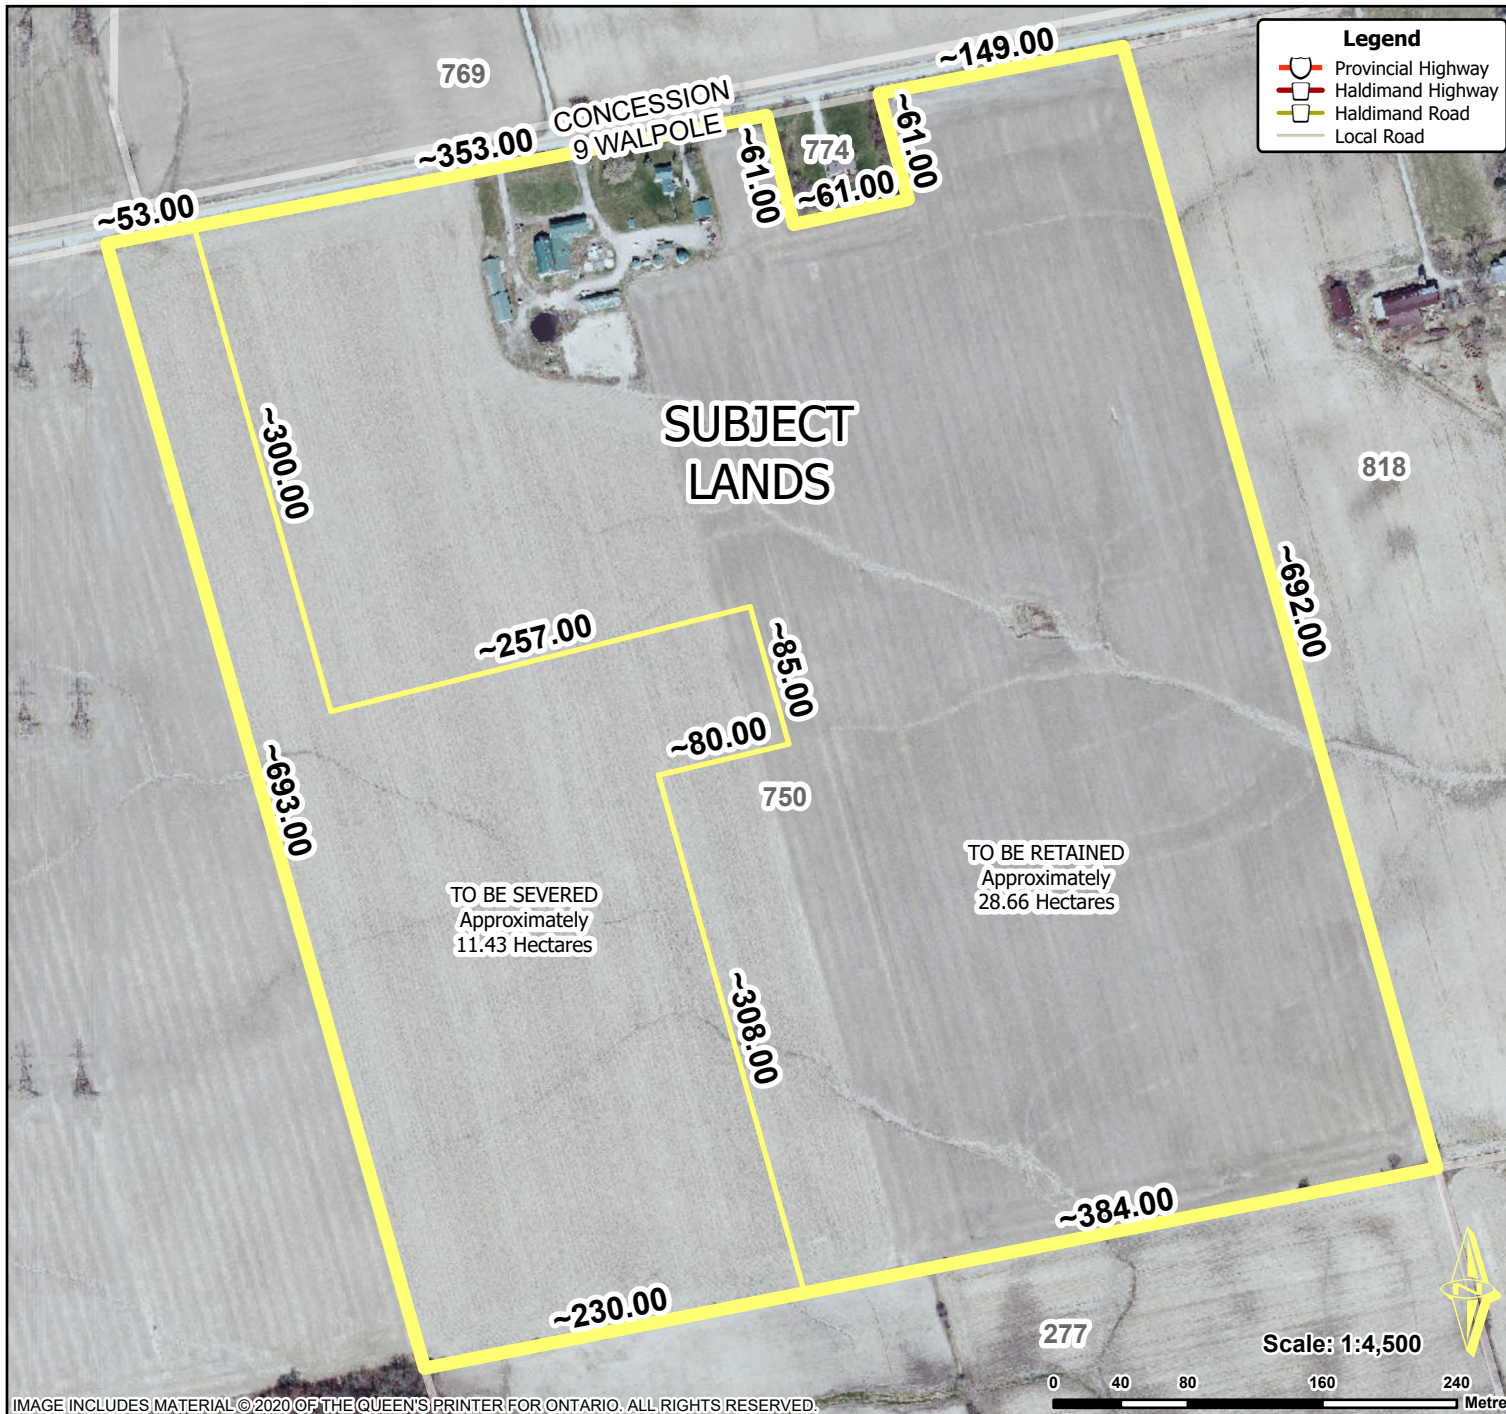 Legend
Provincial Highway
Haldimand Highway
Haldimand Road
Local Road
~149.00
769
CONCESSION
9 WALPOLE
~353.00
~61.00
774
~61.00
~61.00
~53.00
~300.00
SUBJECT
LANDS
818
~692.00
~257.00
~85.00
~80.00
750
~693.00
TO BE RETAINED
Approximately
28.66 Hectares
TO BE SEVERED
Approximately
11.43 Hectares
~308.00
~384.00
~230.00
277
N
Scale: 1:4,500
0 40 80 160 240
Metre
IMAGE INCLUDES MATERIAL © 2020 OF THE QUEEN'S PRINTER FOR ONTARIO. ALL RIGHTS RESERVED.